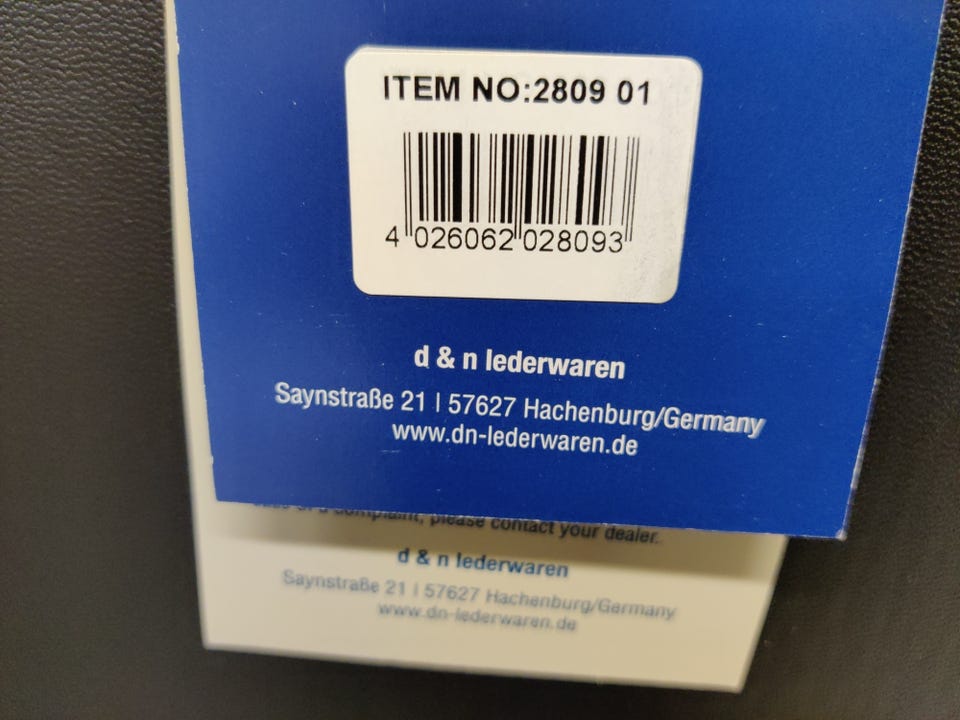 ITEM NO:2809 01
4 026062 028093
d & n lederwaren
Saynstraße 21 | 57627 Hachenburg/Germany
www.dn-lederwaren.de
complaint, please contact your dealer.
d & n lederwaren
Saynstraße 21 | 57627 Hachenburg/Germany
www.dn-lederwaren.de